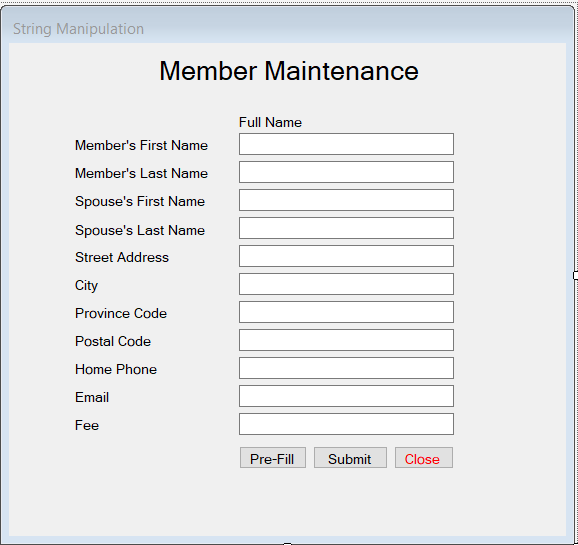 String Manipulation
Member Maintenance
Full Name
Member's First Name
Member's Last Name
Spouse's First Name
Spouse's Last Name
Street Address
City
Province Code
Postal Code
Home Phone
Email
Fee
Pre-Fill Submit Close